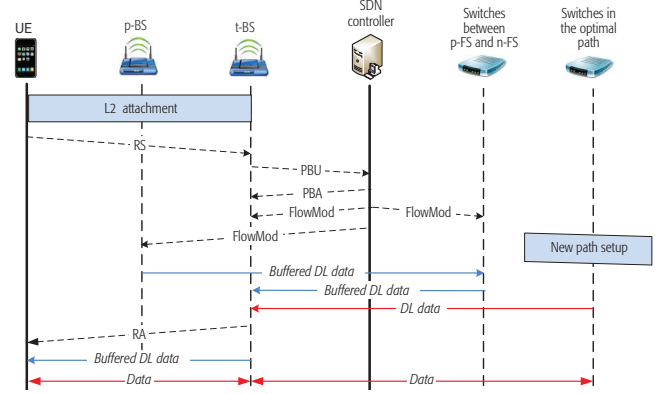 UE
p-BS
t-BS
SDN
controller
Switches
between
p-FS and n-FS
Switches in
the optimal
path
L2 attachment
RS
PBU
PBA
FlowMod
FlowMod
FlowMod
New path setup
Buffered DL data
Buffered DL data
DL data
RA
Buffered DL data
Data
Data